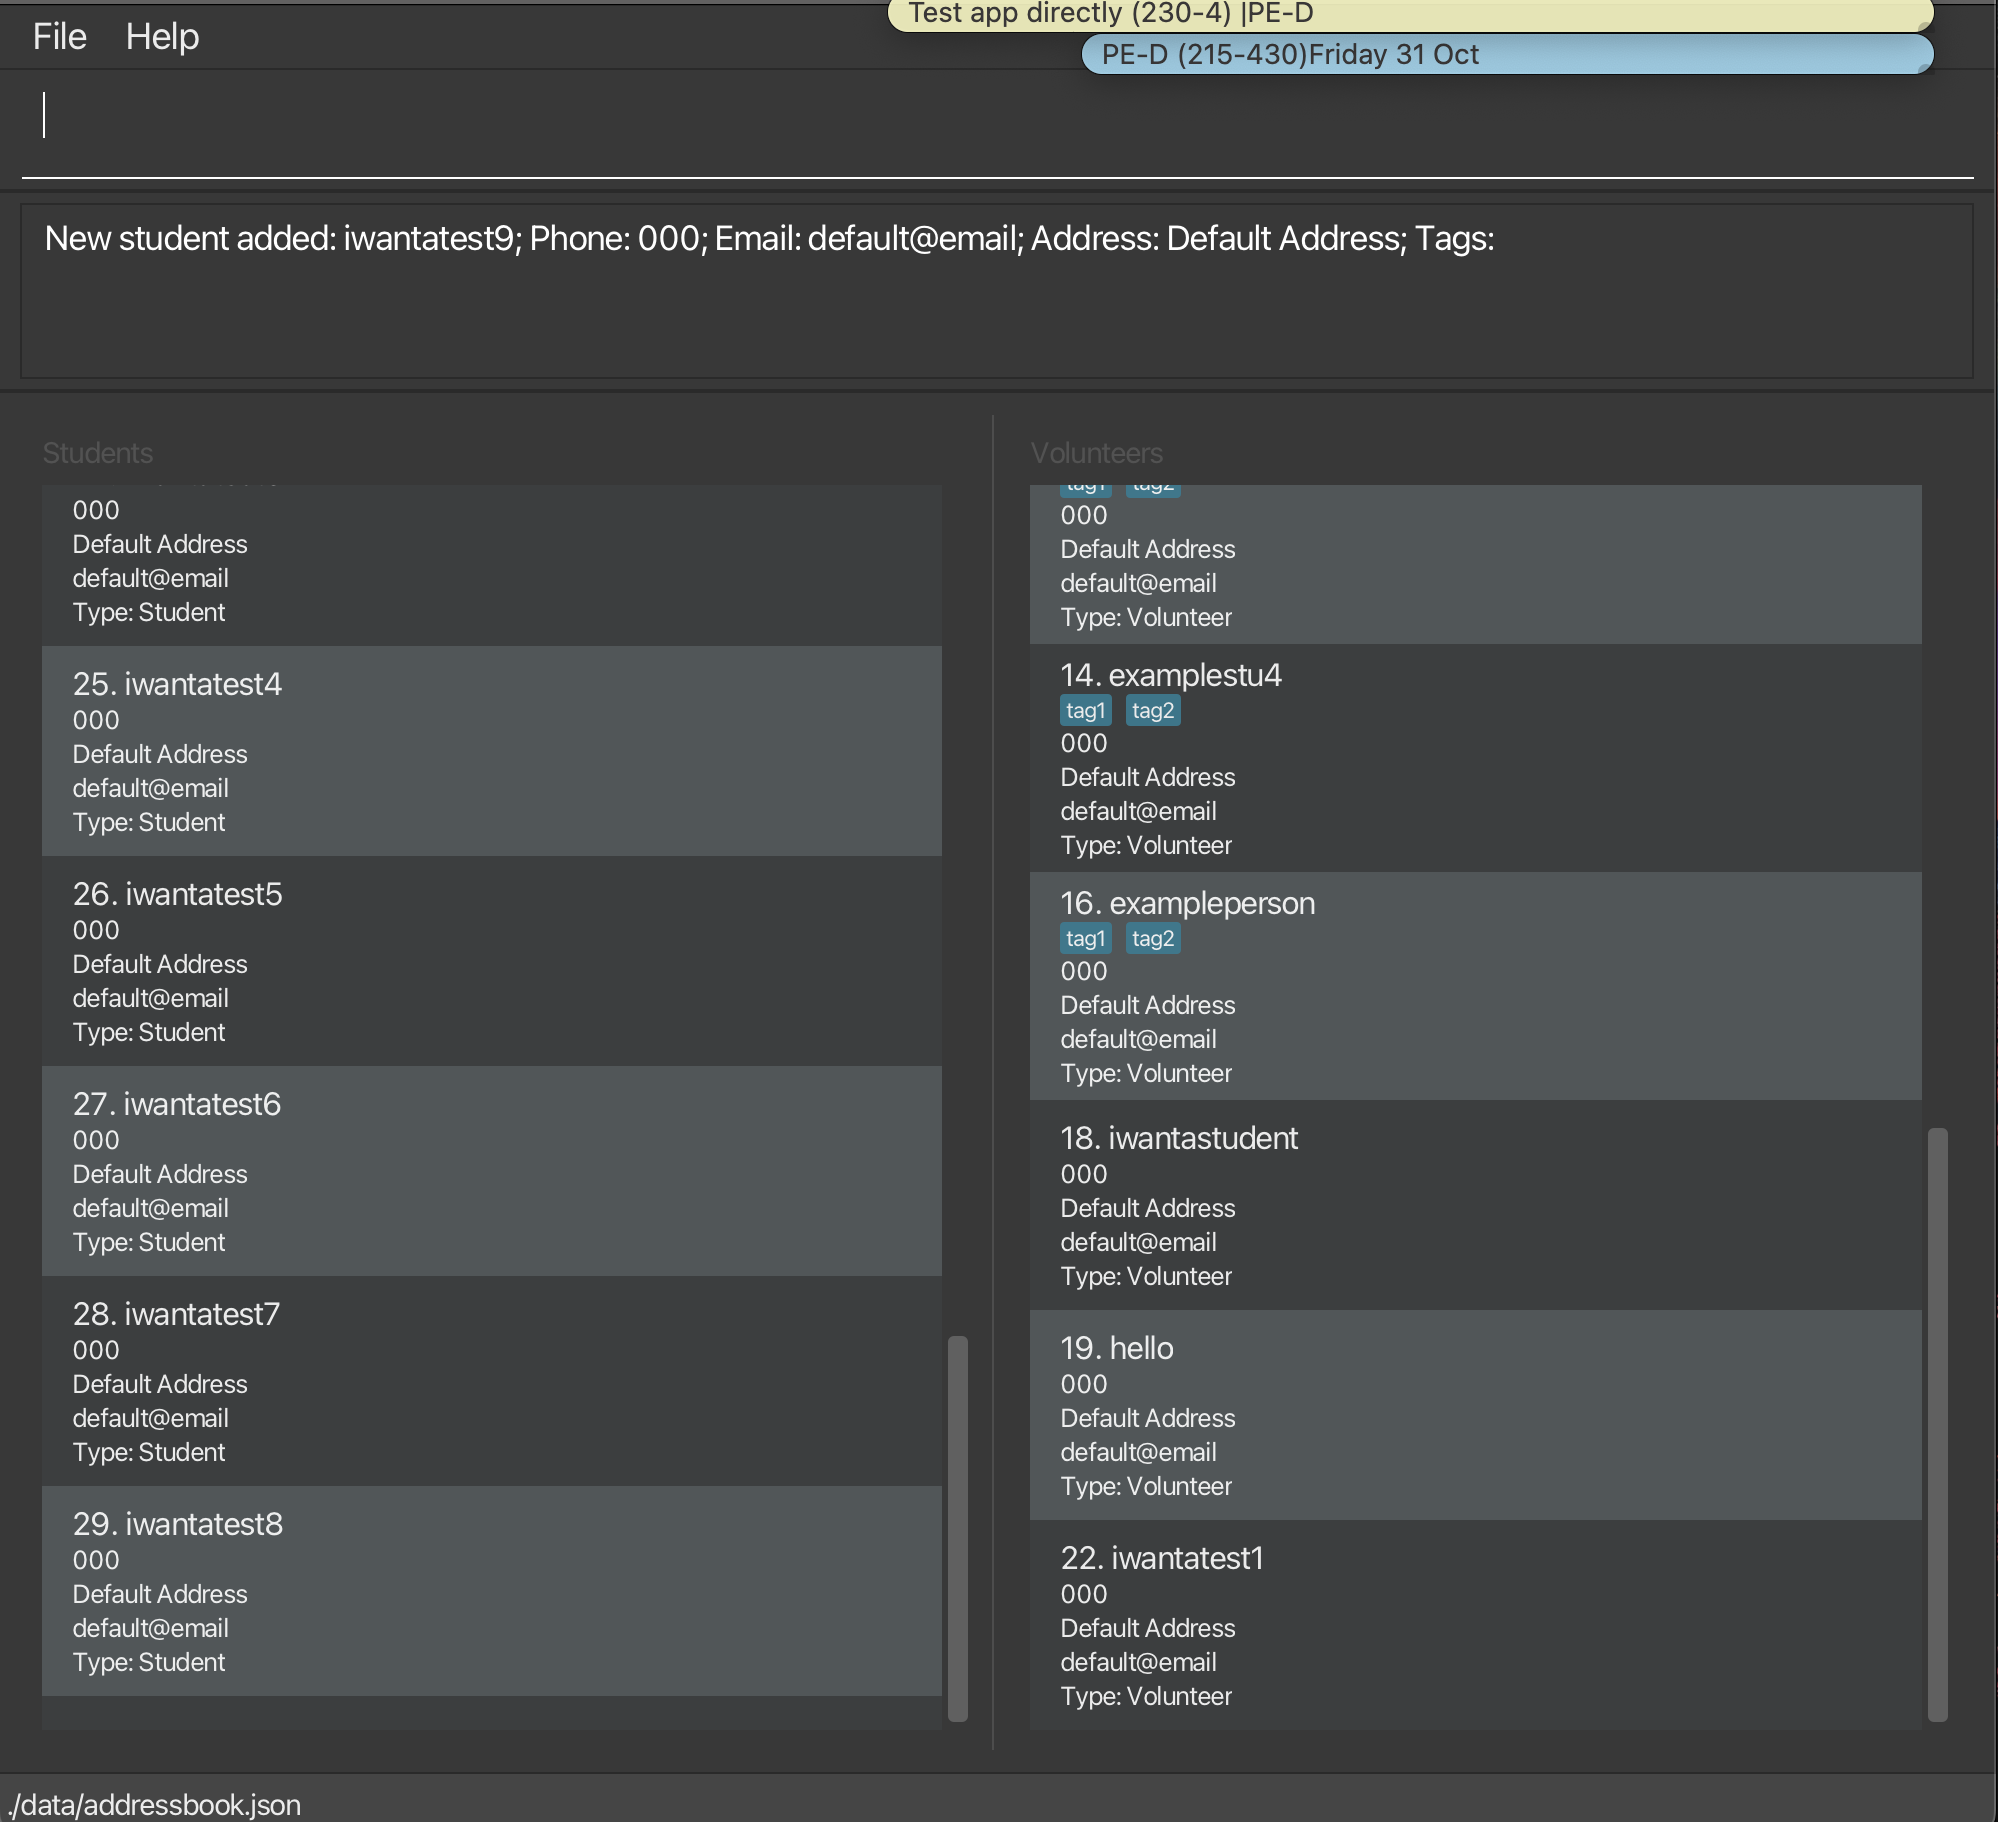 Test app directly (230-4) |PE-D
File Help
PE-D (215-430)Friday 31 Oct
New student added: iwantatest9; Phone: 000; Email: default@email; Address: Default Address; Tags:
Students
000
Default Address
default@email
Type: Student
25. iwantatest4
000
Default Address
default@email
Type: Student
26. iwantatest5
000
Default Address
default@email
Type: Student
27. iwantatest6
000
Default Address
default@email
Type: Student
28. iwantatest7
000
Default Address
default@email
Type: Student
29. iwantatest8
000
Default Address
default@email
Type: Student
Volunteers
tag1 tag2
000
Default Address
default@email
Type: Volunteer
14. examplestu4
tag1 tag2
000
Default Address
default@email
Type: Volunteer
16. exampleperson
tag1 tag2
000
Default Address
default@email
Type: Volunteer
18. iwantastudent
000
Default Address
default@email
Type: Volunteer
19. hello
000
Default Address
default@email
Type: Volunteer
22. iwantatest1
000
Default Address
default@email
Type: Volunteer
./data/addressbook.json